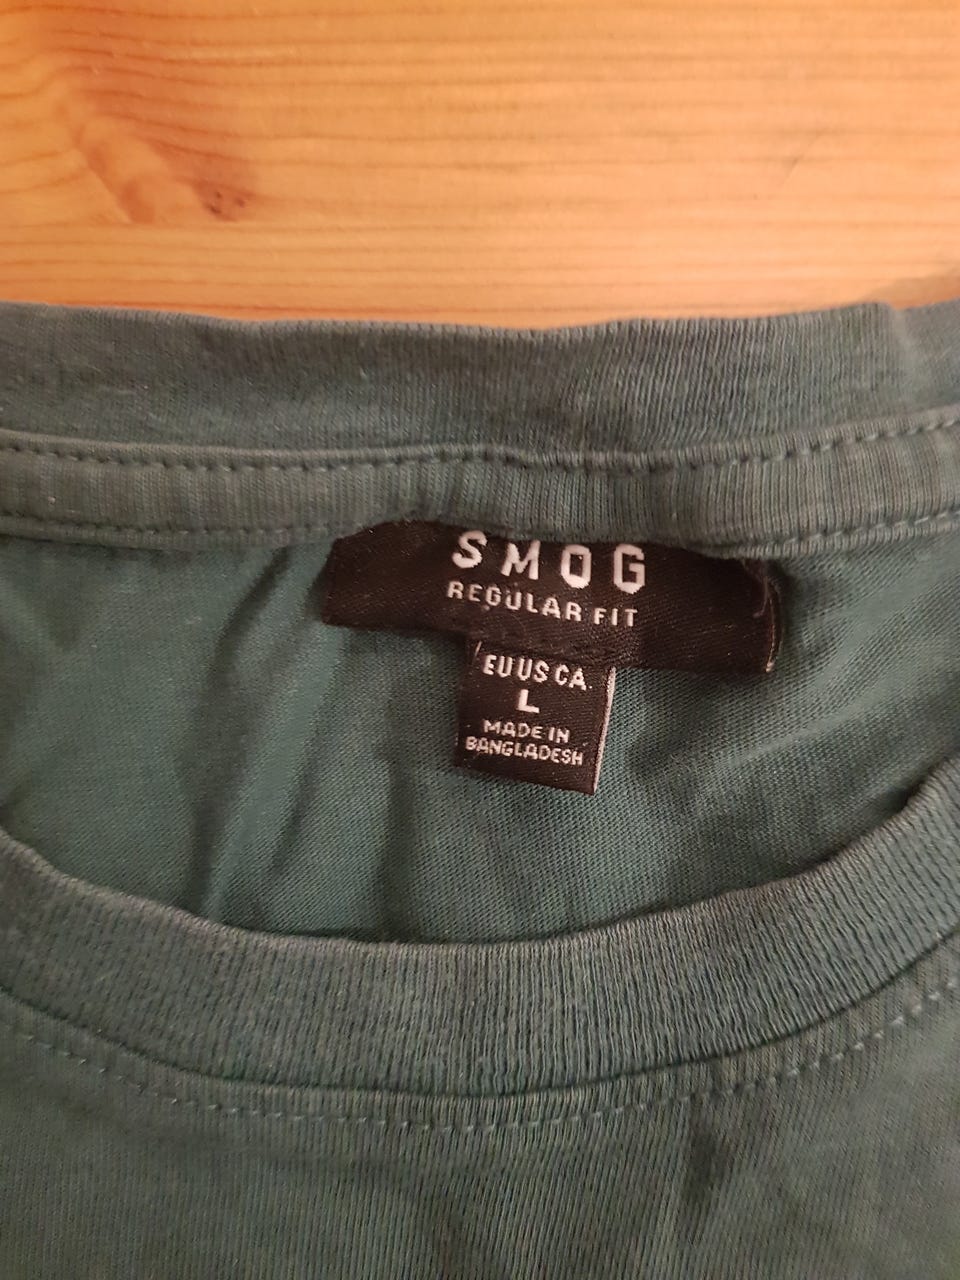 SMOG
REGULAR FIT
EU US CA
L
MADE IN
BANGLADESH